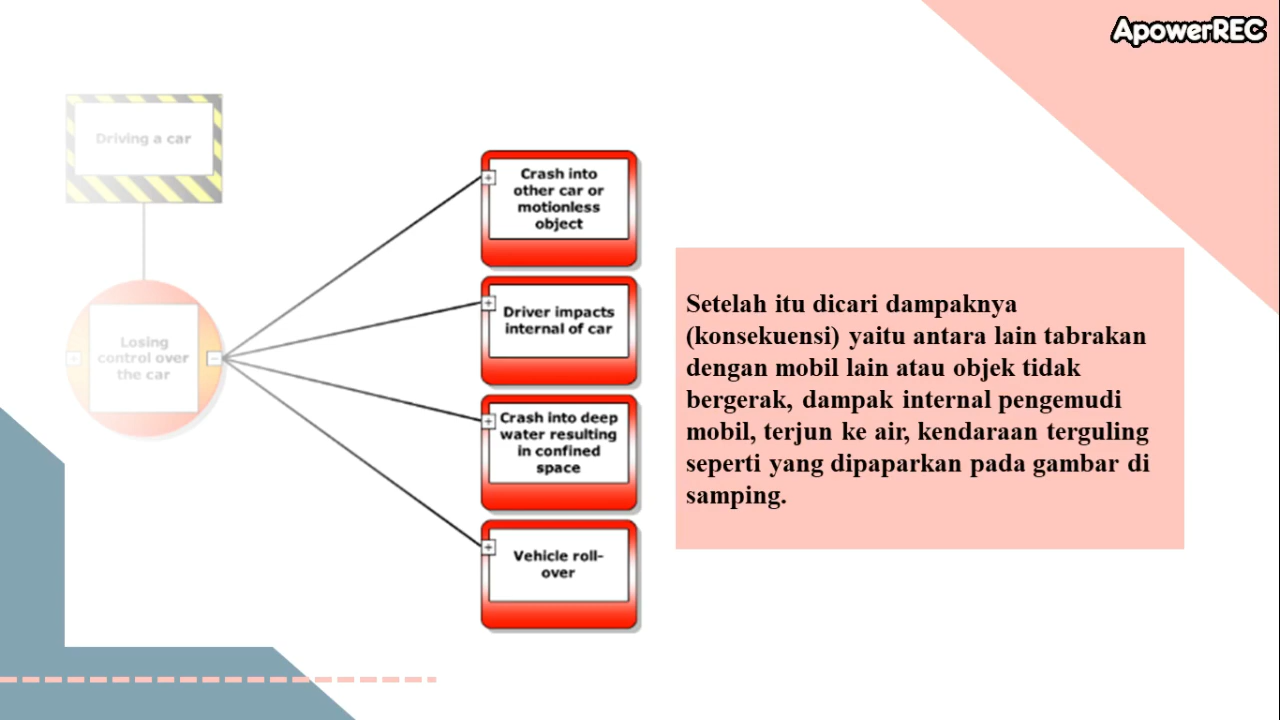 ApowerREC
Driving a car
Losing
control over
the car
Crash into
other car or
motionless
object
Driver impacts
internal of car
Crash into deep
water resulting
in confined
space
Vehicle roll-
over
Setelah itu dicari dampaknya
(konsekuensi) yaitu antara lain tabrakan
dengan mobil lain atau objek tidak
bergerak, dampak internal pengemudi
mobil, terjun ke air, kendaraan terguling
seperti yang dipaparkan pada gambar di
samping.